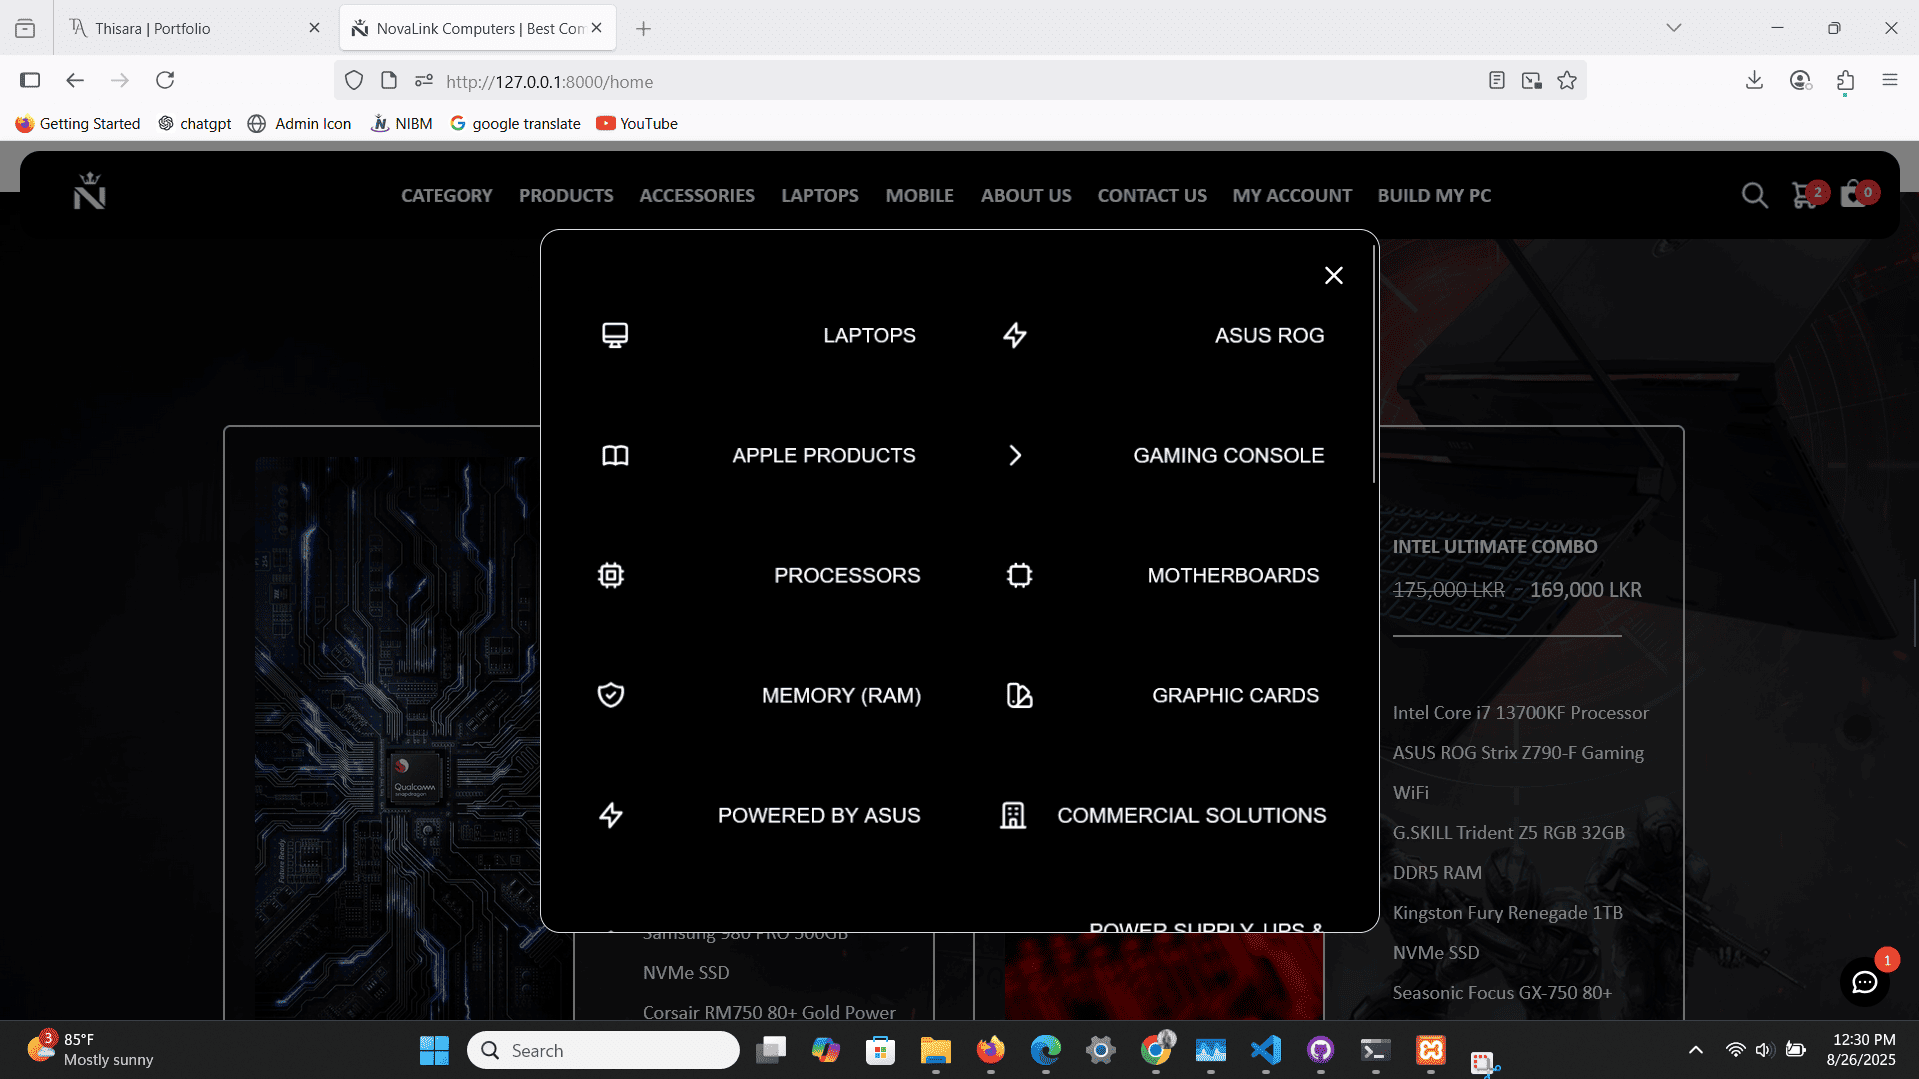 Thisara | Portfolio
NovaLink Computers | Best Com
http://127.0.0.1:8000/home
Getting Started
chatgpt
Admin Icon
NIBM
google translate
YouTube
N
CATEGORY
PRODUCTS
ACCESSORIES
LAPTOPS
MOBILE
ABOUT US
CONTACT US
MY ACCOUNT
BUILD MY PC
2
0
LAPTOPS
ASUS ROG
APPLE PRODUCTS
GAMING CONSOLE
PROCESSORS
MOTHERBOARDS
MEMORY (RAM)
GRAPHIC CARDS
POWERED BY ASUS
COMMERCIAL SOLUTIONS
POWER SUPPLY, UPS &
Qualcomm
snapdragon
Future Ready
Samsung 980 PRO 500GB
NVMe SSD
Corsair RM750 80+ Gold Power
INTEL ULTIMATE COMBO
175,000 LKR – 169,000 LKR
Intel Core i7 13700KF Processor
ASUS ROG Strix Z790-F Gaming
WiFi
G.SKILL Trident Z5 RGB 32GB
DDR5 RAM
Kingston Fury Renegade 1TB
NVMe SSD
Seasonic Focus GX-750 80+
1
3
85°F
Mostly sunny
Search
12:30 PM
8/26/2025